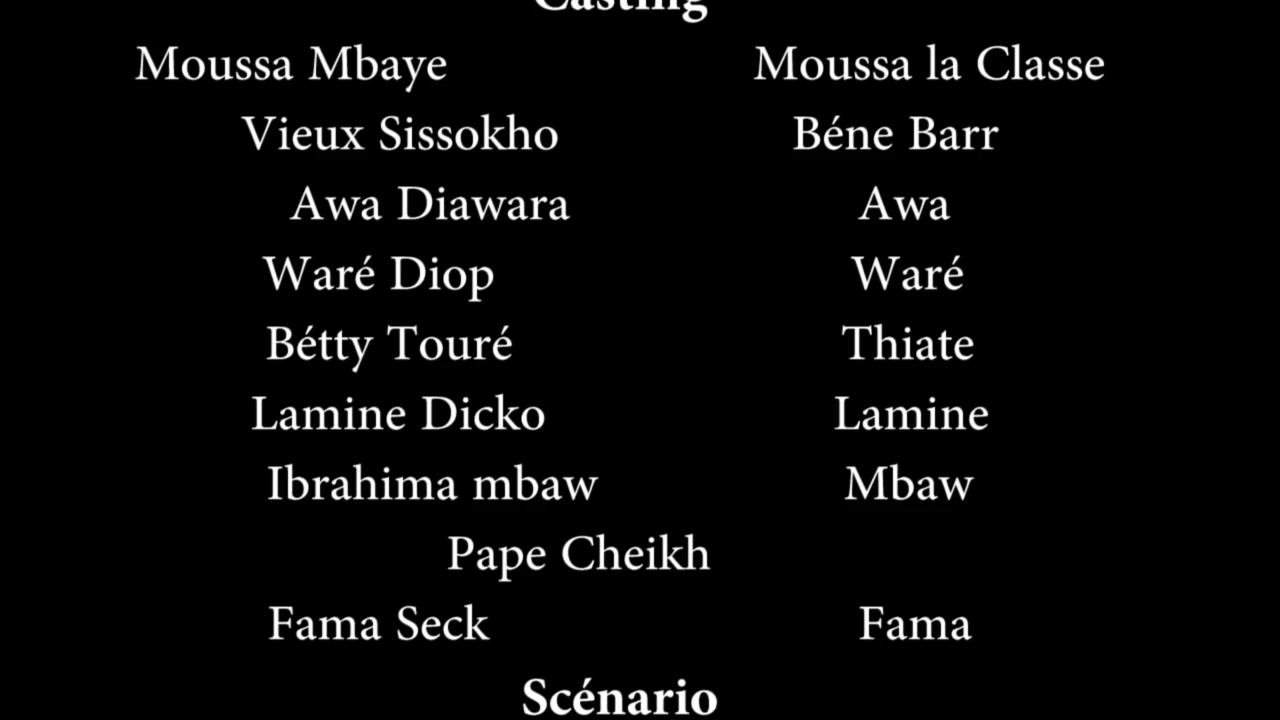 Casting
Moussa Mbaye Moussa la Classe
Vieux Sissokho Béne Barr
Awa Diawara Awa
Waré Diop Waré
Bétty Touré Thiate
Lamine Dicko Lamine
Ibrahima mbaw Mbaw
Pape Cheikh
Fama Seck Fama
Scénario